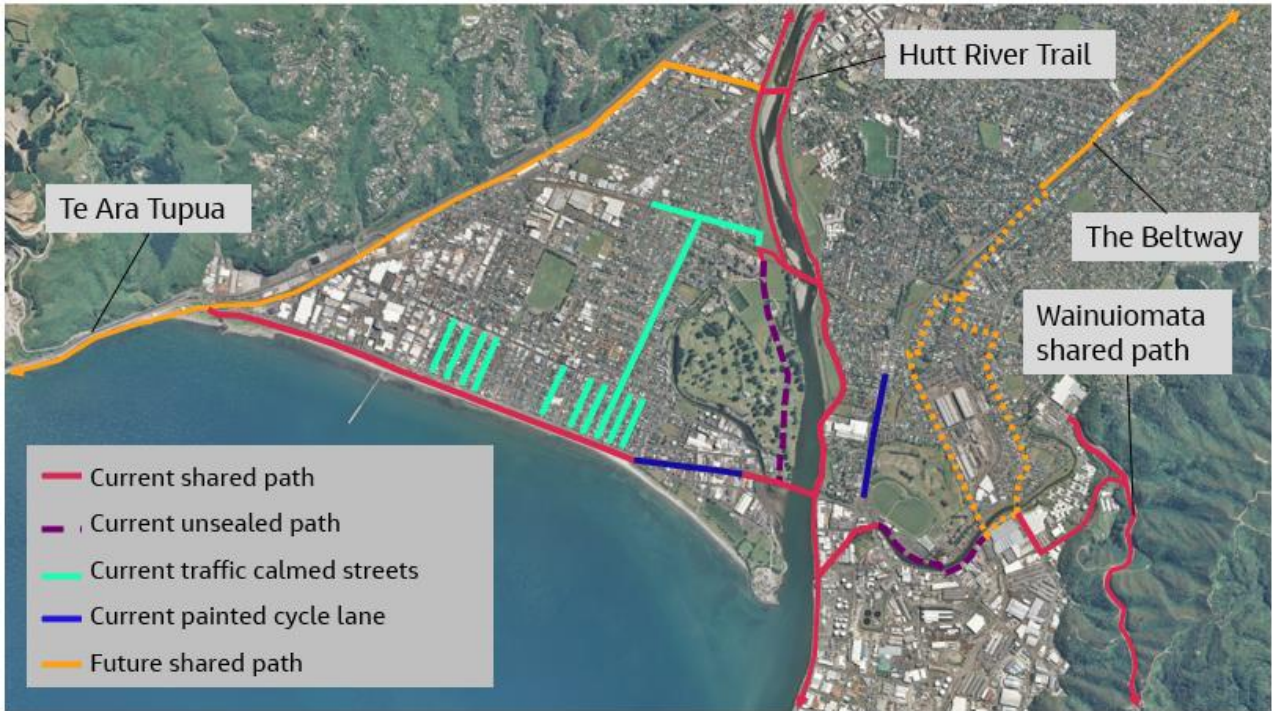 Hutt River Trail
Te Ara Tupua
The Beltway
Wainuiomata
shared path
Current shared path
Current unsealed path
Current traffic calmed streets
Current painted cycle lane
Future shared path